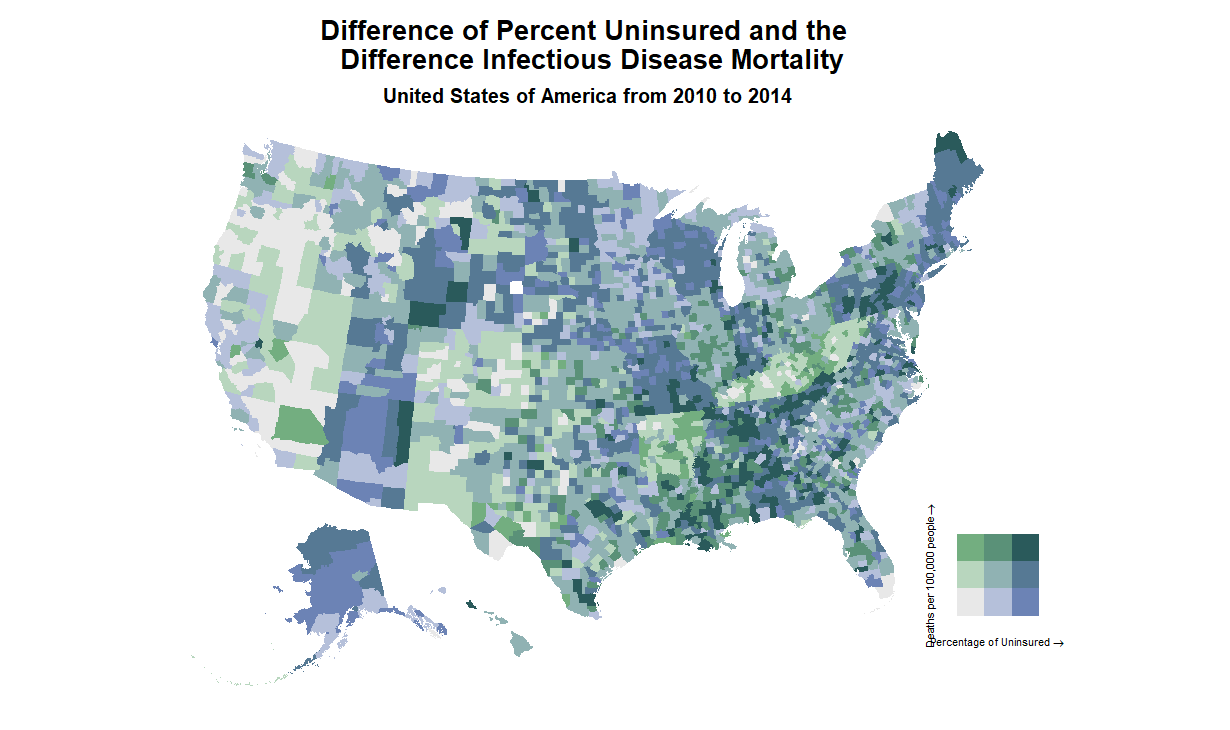 Difference of Percent Uninsured and the
Difference Infectious Disease Mortality
United States of America from 2010 to 2014
Deaths per 100,000 people →
Percentage of Uninsured →